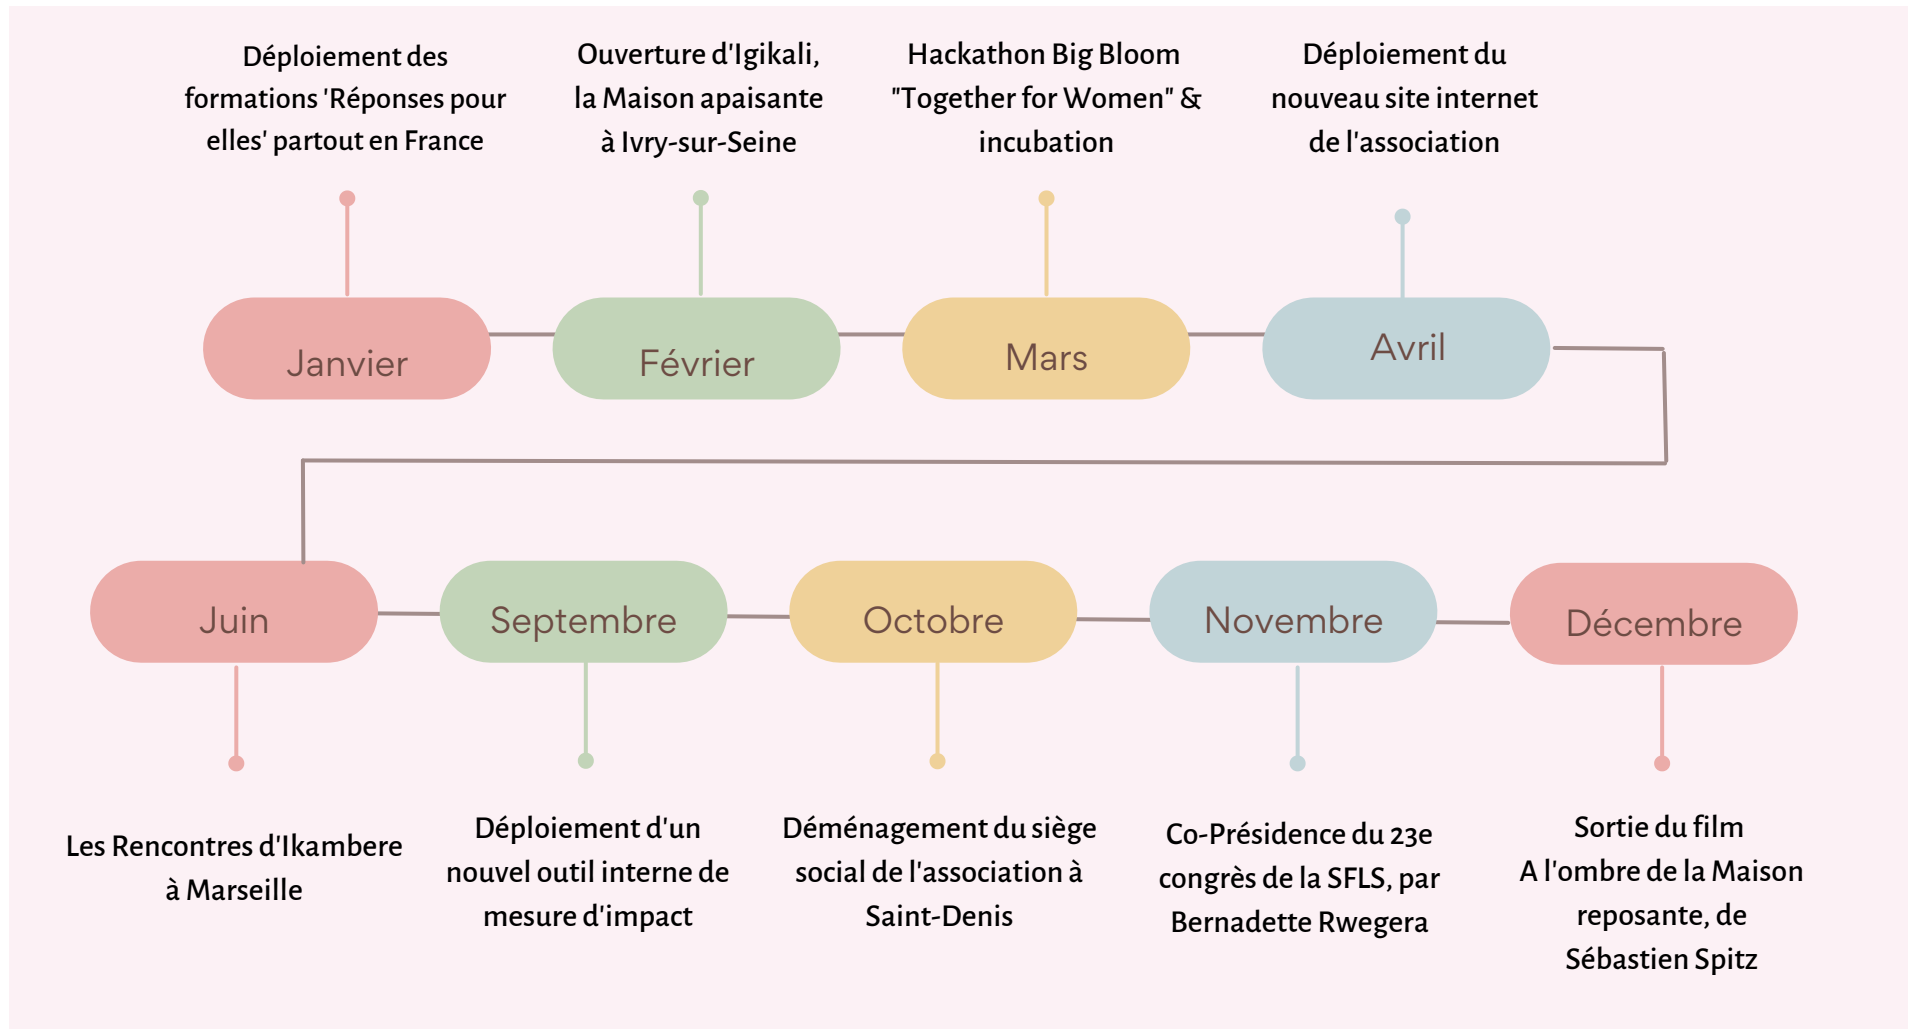 Déploiement des
formations 'Réponses pour
elles' partout en France
Ouverture d'Igikali,
la Maison apaisante
à Ivry-sur-Seine
Hackathon Big Bloom
"Together for Women" &
incubation
Déploiement du
nouveau site internet
de l'association
Janvier
Février
Mars
Avril
Juin
Septembre
Octobre
Novembre
Décembre
Les Rencontres d'Ikambere
à Marseille
Déploiement d'un
nouvel outil interne de
mesure d'impact
Déménagement du siège
social de l'association à
Saint-Denis
Co-Présidence du 23e
congrès de la SFLS, par
Bernadette Rwegera
Sortie du film
A l'ombre de la Maison
reposante, de
Sébastien Spitz